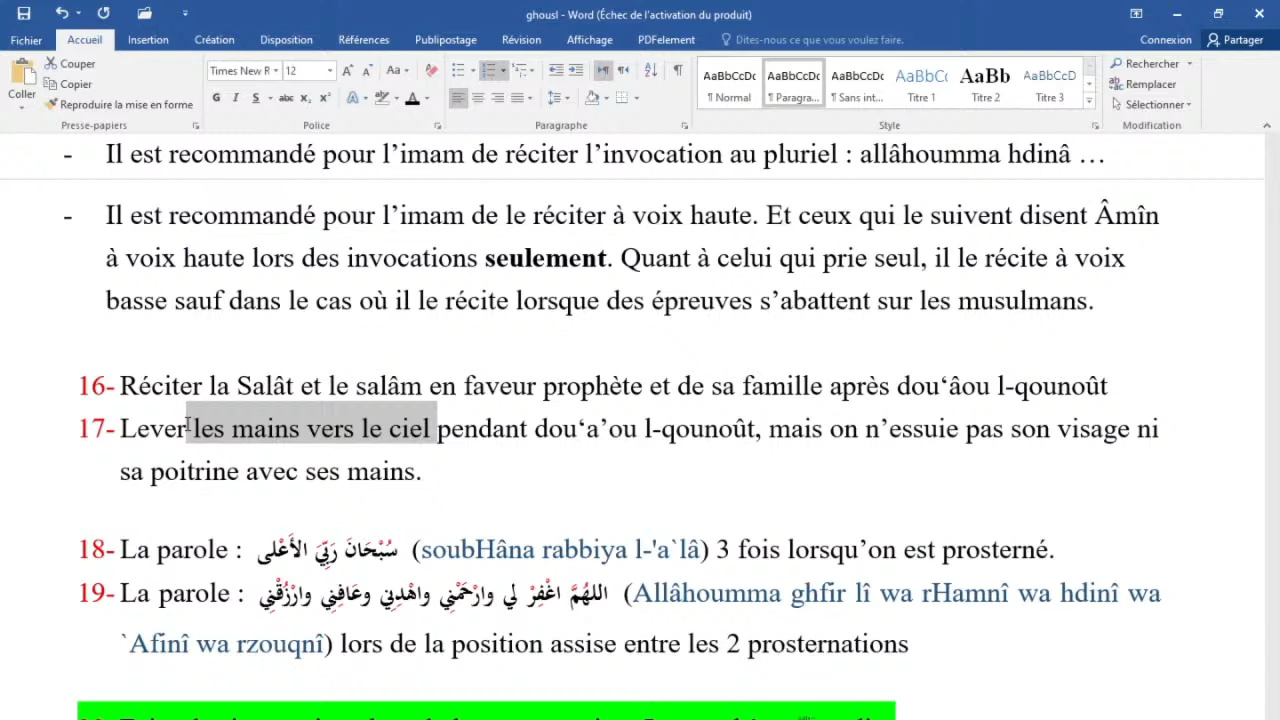 ghousl - Word (Échec de l'activation du produit)
Fichier Accueil Insertion Création Disposition Références Publipostage Révision Affichage PDFelement Dites-nous ce que vous voulez faire. Connexion Partager
Coller Couper Copier Reproduire la mise en forme
Times New R 12
AaBbCcDc AaBbCcDc AaBbCcDc AaBbCc AaBb AaBbCcD
¶ Normal ¶ Paragra... ¶ Sans int... Titre 1 Titre 2 Titre 3
Rechercher Remplacer Sélectionner
Presse-papiers Police Paragraphe Style Modification
- Il est recommandé pour l’imam de réciter l’invocation au pluriel : allâhoumma hdinâ …
- Il est recommandé pour l’imam de le réciter à voix haute. Et ceux qui le suivent disent Âmîn
à voix haute lors des invocations seulement. Quant à celui qui prie seul, il le récite à voix
basse sauf dans le cas où il le récite lorsque des épreuves s’abattent sur les musulmans.
16- Réciter la Salât et le salâm en faveur prophète et de sa famille après dou‘âou l-qounoût
17- Lever les mains vers le ciel pendant dou‘a’ou l-qounoût, mais on n’essuie pas son visage ni
sa poitrine avec ses mains.
18- La parole : سُبْحَانَ رَبِّيَ الأَعْلى (soubHâna rabbiya l-'a`lâ) 3 fois lorsqu’on est prosterné.
19- La parole : اللهُمَّ اغْفِرْ لي وارْحَمْني واهْدِني وعَافِني وارْزُقْني (Allâhoumma ghfir lî wa rHamnî wa hdinî wa
`Afinî wa rzouqnî) lors de la position assise entre les 2 prosternations